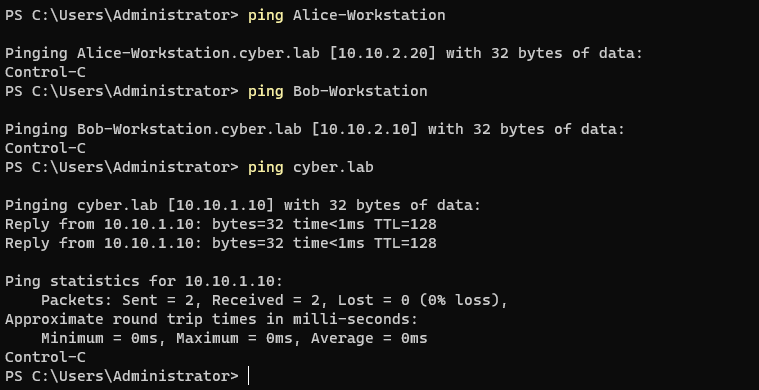 PS C:\Users\Administrator> ping Alice-Workstation
Pinging Alice-Workstation.cyber.lab [10.10.2.20] with 32 bytes of data:
Control-C
PS C:\Users\Administrator> ping Bob-Workstation
Pinging Bob-Workstation.cyber.lab [10.10.2.10] with 32 bytes of data:
Control-C
PS C:\Users\Administrator> ping cyber.lab
Pinging cyber.lab [10.10.1.10] with 32 bytes of data:
Reply from 10.10.1.10: bytes=32 time<1ms TTL=128
Reply from 10.10.1.10: bytes=32 time<1ms TTL=128
Ping statistics for 10.10.1.10:
    Packets: Sent = 2, Received = 2, Lost = 0 (0% loss),
Approximate round trip times in milli-seconds:
    Minimum = 0ms, Maximum = 0ms, Average = 0ms
Control-C
PS C:\Users\Administrator>